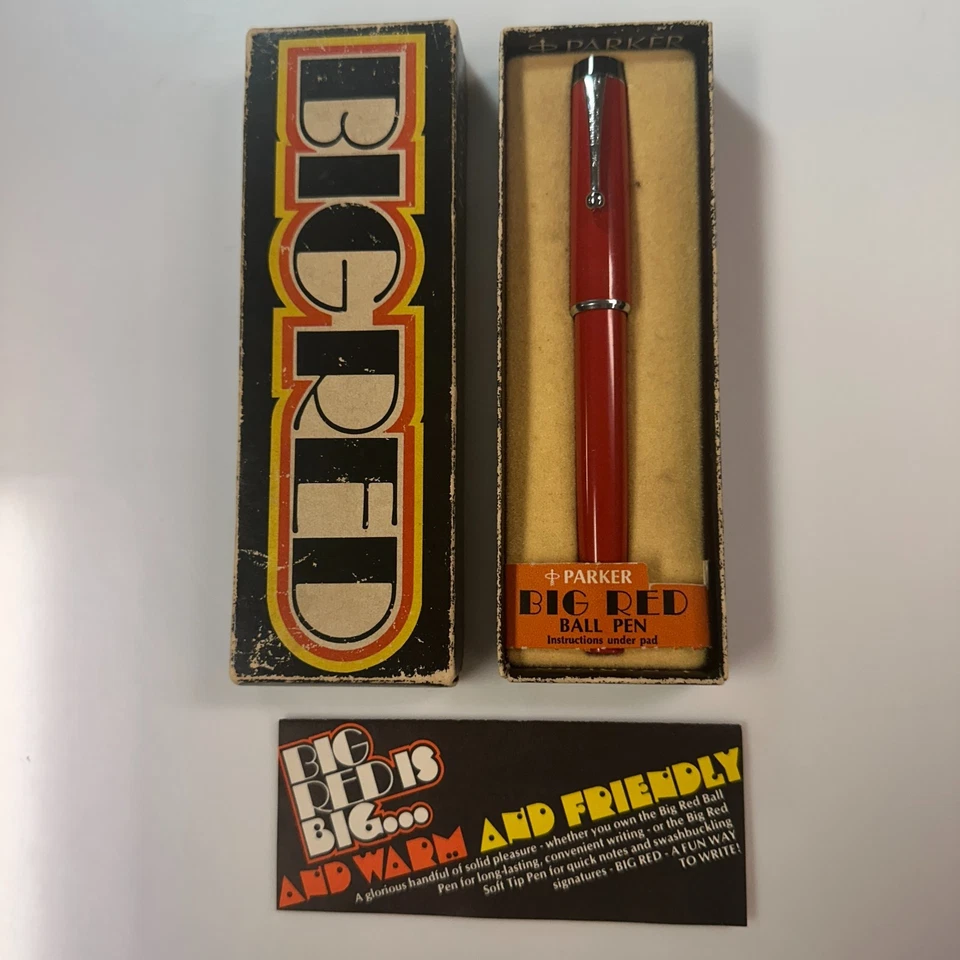 BIG RED
PARKER
PARKER
BIG RED
BALL PEN
Instructions under pad
BIG
RED IS
BIG...
AND WARM AND FRIENDLY
A glorious handful of solid pleasure - whether you own the Big Red Ball
Pen for long-lasting, convenient writing - or the Big Red
Soft Tip Pen for quick notes and swashbuckling
signatures - BIG RED - A FUN WAY
TO WRITE!